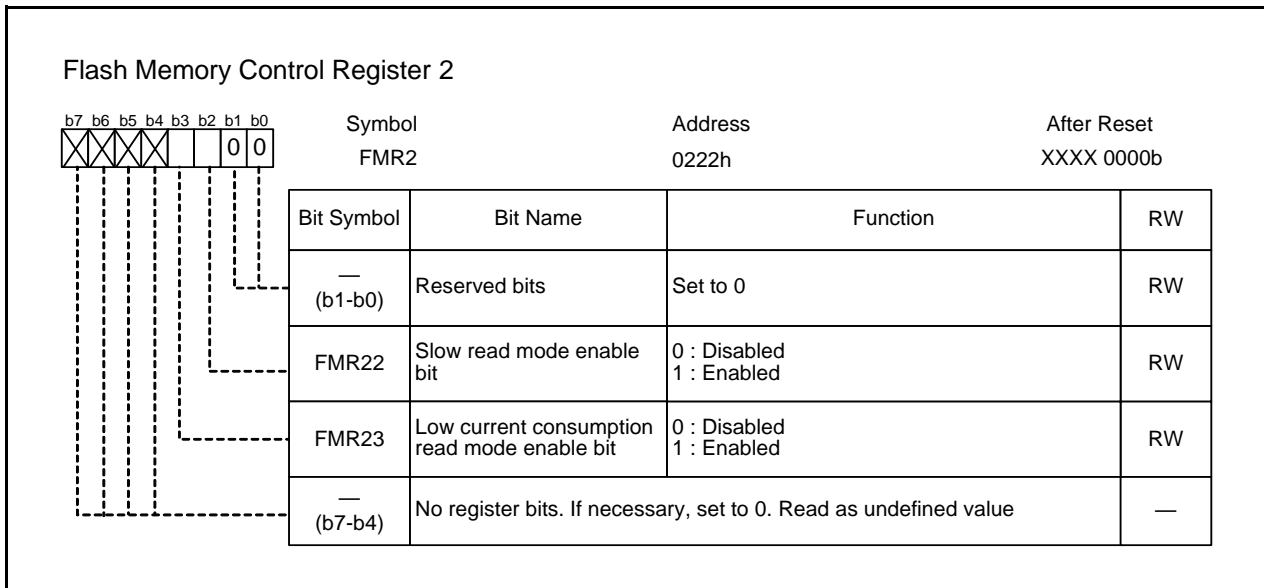 Flash Memory Control Register 2
b7 b6 b5 b4 b3 b2 b1 b0
0 0
Symbol Address After Reset
FMR2 0222h XXXX 0000b
Bit Symbol Bit Name Function RW
—
(b1-b0)
Reserved bits Set to 0 RW
FMR22
Slow read mode enable
bit
0 : Disabled
1 : Enabled
RW
FMR23
Low current consumption
read mode enable bit
0 : Disabled
1 : Enabled
RW
—
(b7-b4)
No register bits. If necessary, set to 0. Read as undefined value —